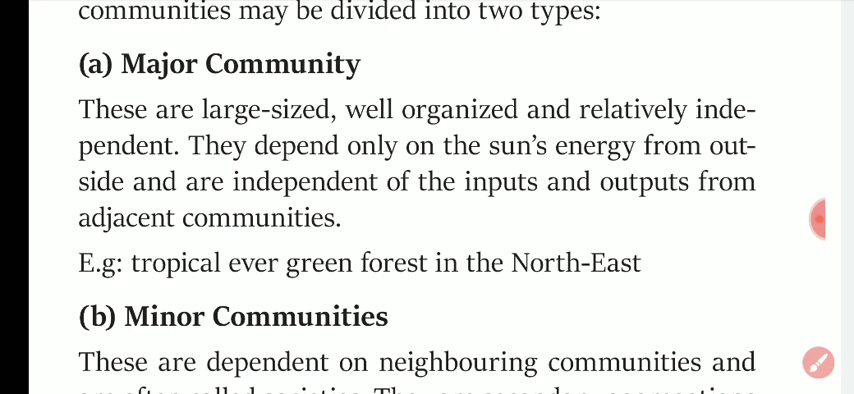 communities may be divided into two types:
(a) Major Community
These are large-sized, well organized and relatively inde-
pendent. They depend only on the sun's energy from out-
side and are independent of the inputs and outputs from
adjacent communities.
E.g: tropical ever green forest in the North-East
(b) Minor Communities
These are dependent on neighbouring communities and